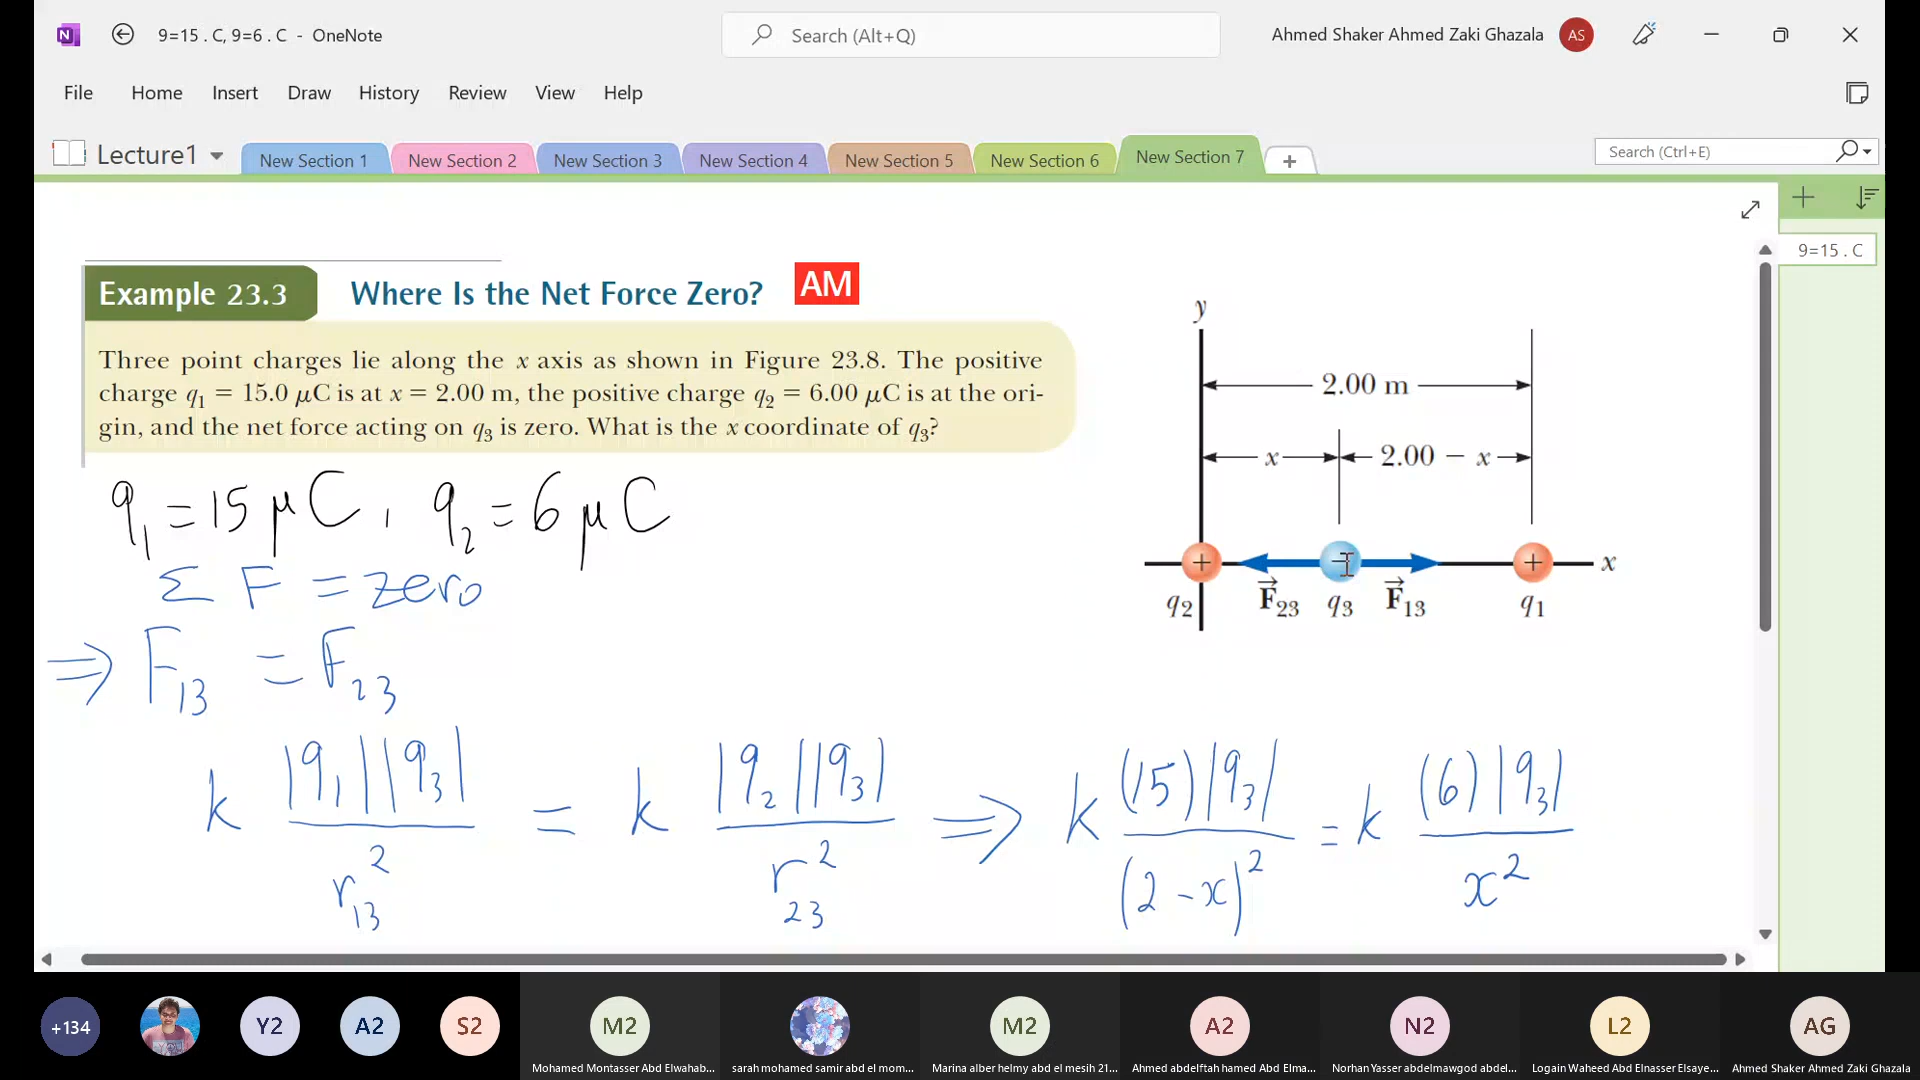 9=15 . C, 9=6 . C - OneNote
Search (Alt+Q)
Ahmed Shaker Ahmed Zaki Ghazala
AS
File Home Insert Draw History Review View Help
Lecture1
New Section 1
New Section 2
New Section 3
New Section 4
New Section 5
New Section 6
New Section 7
+
Search (Ctrl+E)
9=15 . C
Example 23.3 Where Is the Net Force Zero? AM
Three point charges lie along the x axis as shown in Figure 23.8. The positive
charge q₁ = 15.0 μC is at x = 2.00 m, the positive charge q₂ = 6.00 μC is at the ori-
gin, and the net force acting on q₃ is zero. What is the x coordinate of q₃?
y
2.00 m
x
2.00 − x
+ − + x
q₂ F⃗₂₃ q₃ F⃗₁₃ q₁
q₁ = 15 μC, q₂ = 6 μC
Σ F = zero
⇒ F₁₃ = F₂₃
k |q₁||q₃| / r₁₃² = k |q₂||q₃| / r₂₃² ⇒ k (15)|q₃| / (2 - x)² = k (6)|q₃| / x²
+134
Y2
A2
S2
M2
M2
A2
N2
L2
AG
Mohamed Montasser Abd Elwahab...
sarah mohamed samir abd el mom...
Marina alber helmy abd el mesih 21...
Ahmed abdelftah hamed Abd Elma...
Norhan Yasser abdelmawgod abdel...
Logain Waheed Abd Elnasser Elsaye...
Ahmed Shaker Ahmed Zaki Ghazala